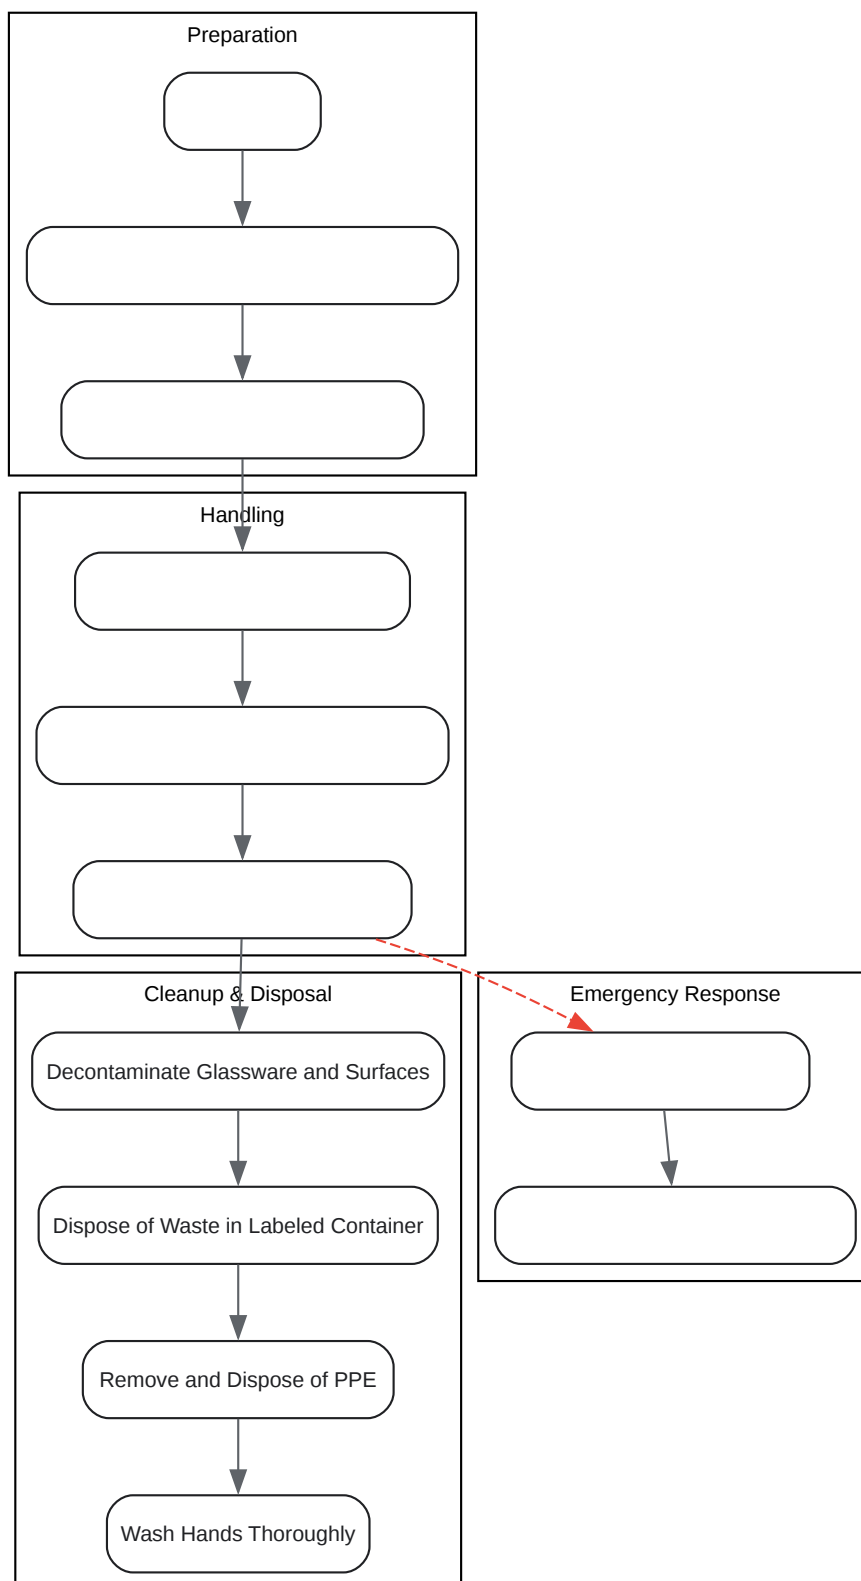 Preparation
Handling
Cleanup & Disposal
Decontaminate Glassware and Surfaces
Dispose of Waste in Labeled Container
Remove and Dispose of PPE
Wash Hands Thoroughly
Emergency Response